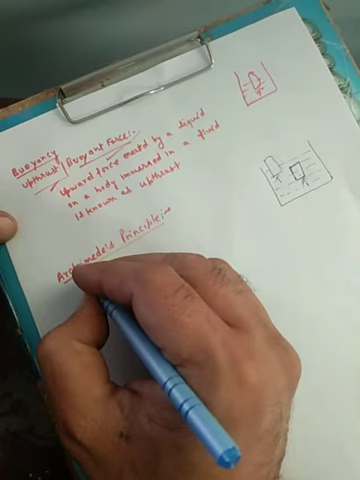 Buoyancy
upthrust | Buoyant Force:-
upward force exerted by a liquid
on a body immersed in a fluid
is known as upthrust
Archimedels Principle:-